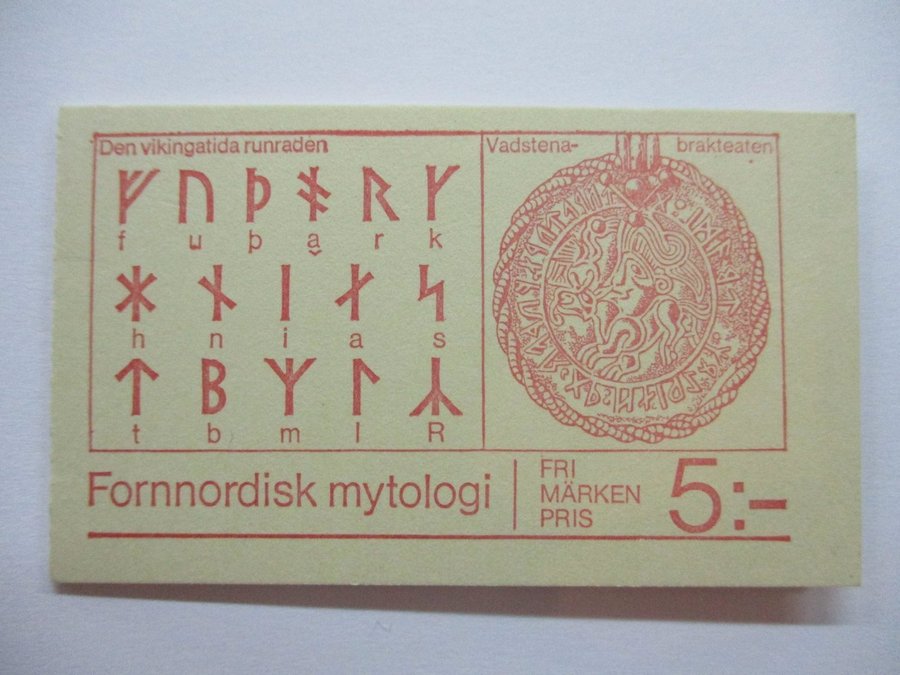 Den vikingatida runraden
ᚠ ᚢ ᚦ ᚬ ᚱ ᚴ
f u þ a̯ r k
ᚼ ᚾ ᛁ ᛅ ᛋ
h n i a s
ᛏ ᛒ ᛘ ᛚ ᛦ
t b m l R
Vadstena- brakteaten
Fornnordisk mytologi
FRI
MÄRKEN
PRIS
5:-